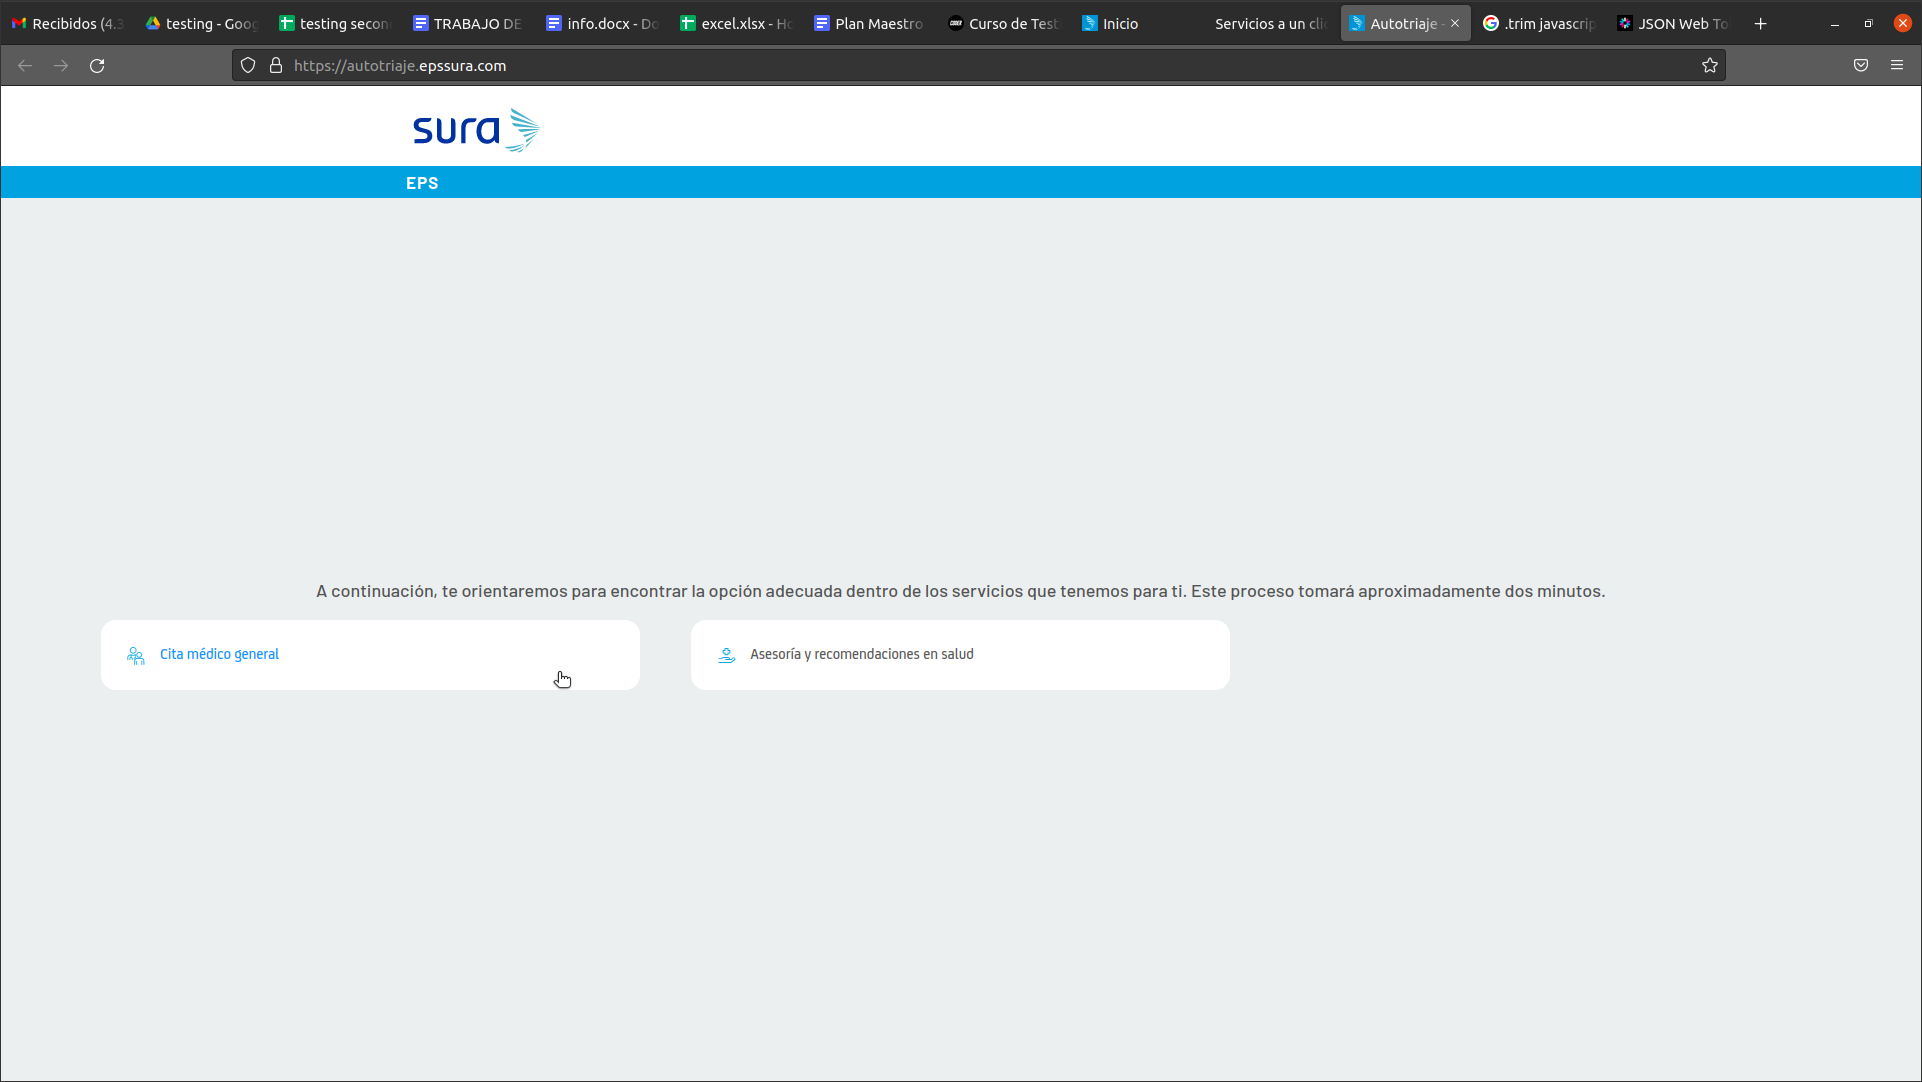 Recibidos (4.3
testing - Goog
testing secon
TRABAJO DE
info.docx - Do
excel.xlsx - Ho
Plan Maestro
Curso de Test
Inicio
Servicios a un clic
Autotriaje -
.trim javascrip
JSON Web To
https://autotriaje.epssura.com
sura
EPS
A continuación, te orientaremos para encontrar la opción adecuada dentro de los servicios que tenemos para ti. Este proceso tomará aproximadamente dos minutos.
Cita médico general
Asesoría y recomendaciones en salud